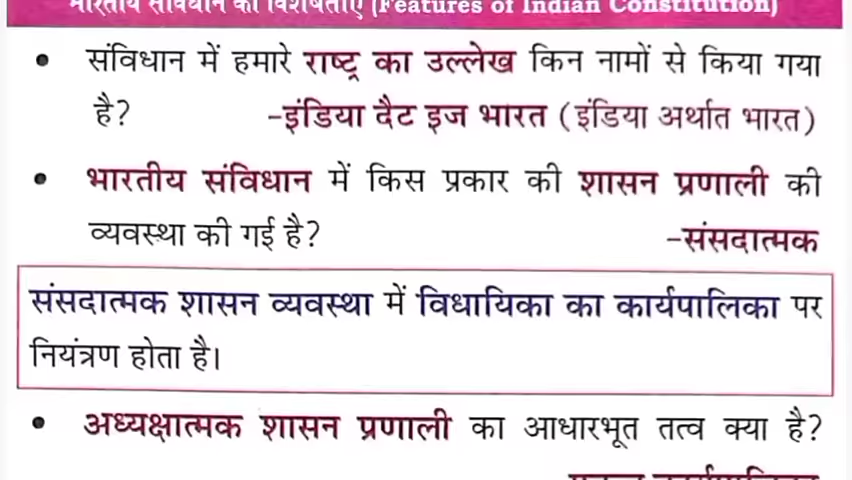 भारतीय संविधान की विशेषताएँ (Features of Indian Constitution)
• संविधान में हमारे राष्ट्र का उल्लेख किन नामों से किया गया
है? –इंडिया दैट इज भारत (इंडिया अर्थात भारत)
• भारतीय संविधान में किस प्रकार की शासन प्रणाली की
व्यवस्था की गई है? –संसदात्मक
संसदात्मक शासन व्यवस्था में विधायिका का कार्यपालिका पर
नियंत्रण होता है।
• अध्यक्षात्मक शासन प्रणाली का आधारभूत तत्व क्या है?